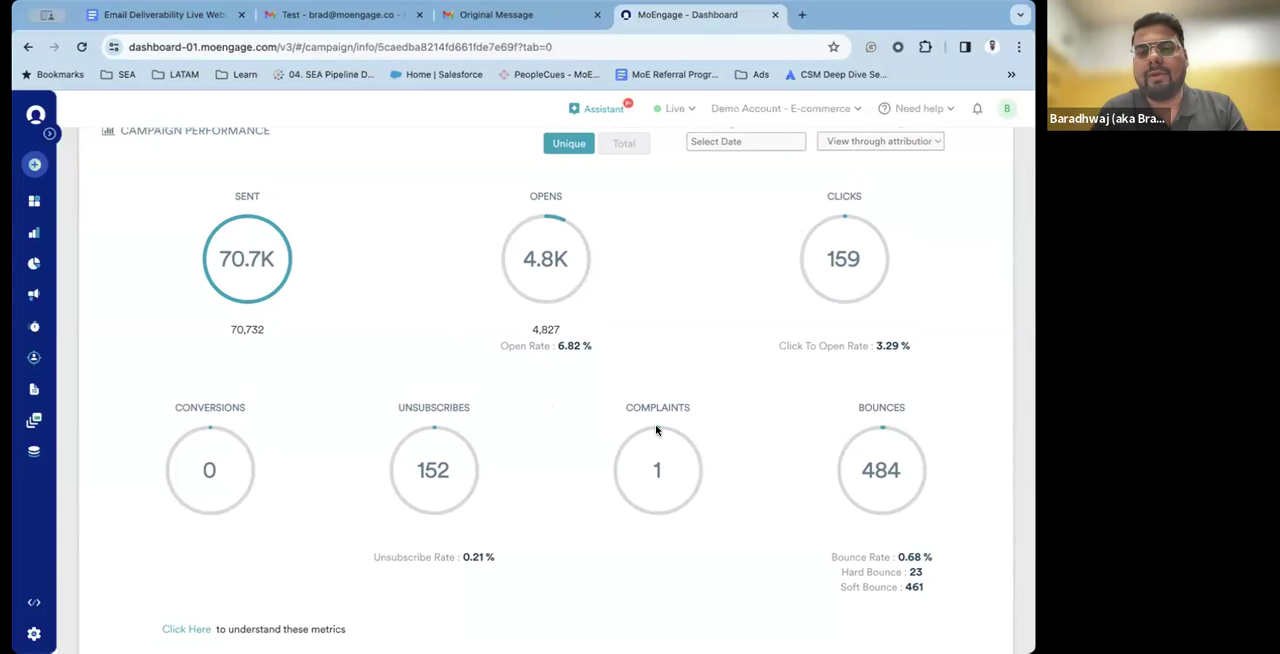 Email Deliverability Live Web
Test - brad@moengage.co -
Original Message
MoEngage - Dashboard
dashboard-01.moengage.com/v3/#/campaign/info/5caedba8214fd661fde7e69f?tab=0
Bookmarks
SEA
LATAM
Learn
04. SEA Pipeline D...
Home | Salesforce
PeopleCues - MoE...
MoE Referral Progr...
Ads
CSM Deep Dive Se...
»
Baradhwaj (aka Bra...
Assistant
9+
Live
Demo Account - E-commerce
Need help
B
CAMPAIGN PERFORMANCE
Unique
Total
Select Date
View through attribution
SENT
OPENS
CLICKS
70.7K
4.8K
159
70,732
4,827
Open Rate : 6.82 %
Click To Open Rate : 3.29 %
CONVERSIONS
UNSUBSCRIBES
COMPLAINTS
BOUNCES
0
152
1
484
Unsubscribe Rate : 0.21 %
Bounce Rate : 0.68 %
Hard Bounce : 23
Soft Bounce : 461
Click Here to understand these metrics